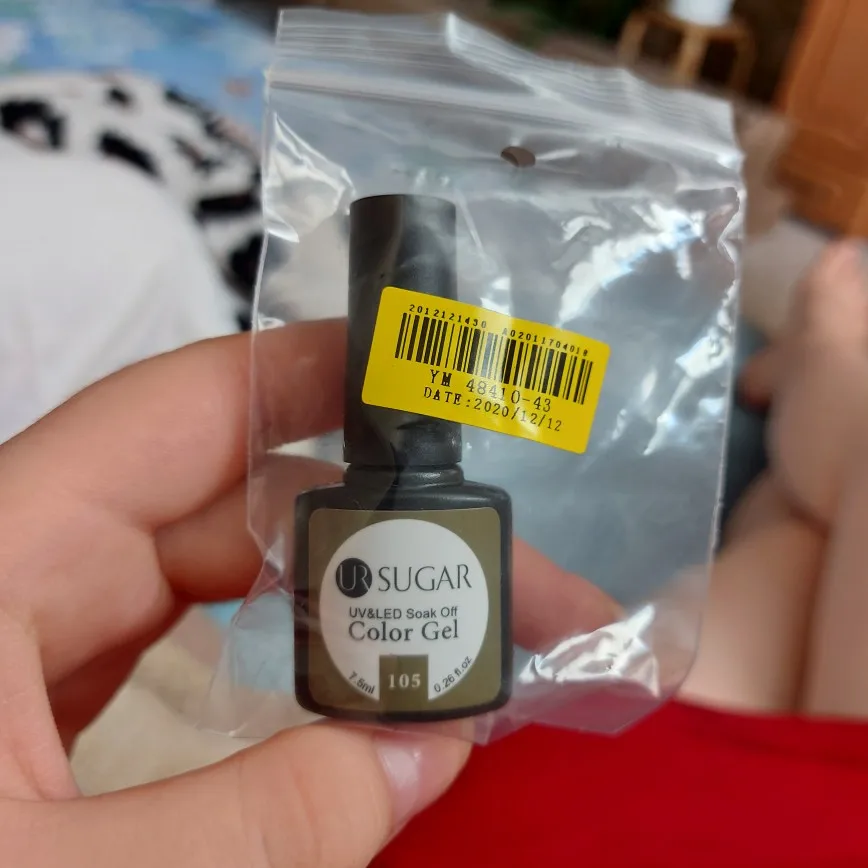 2012121430 A02011704018
YM 48410-43
DATE:2020/12/12
UR SUGAR
UV&LED Soak Off
Color Gel
7.5ml 105 0.26 fl.oz